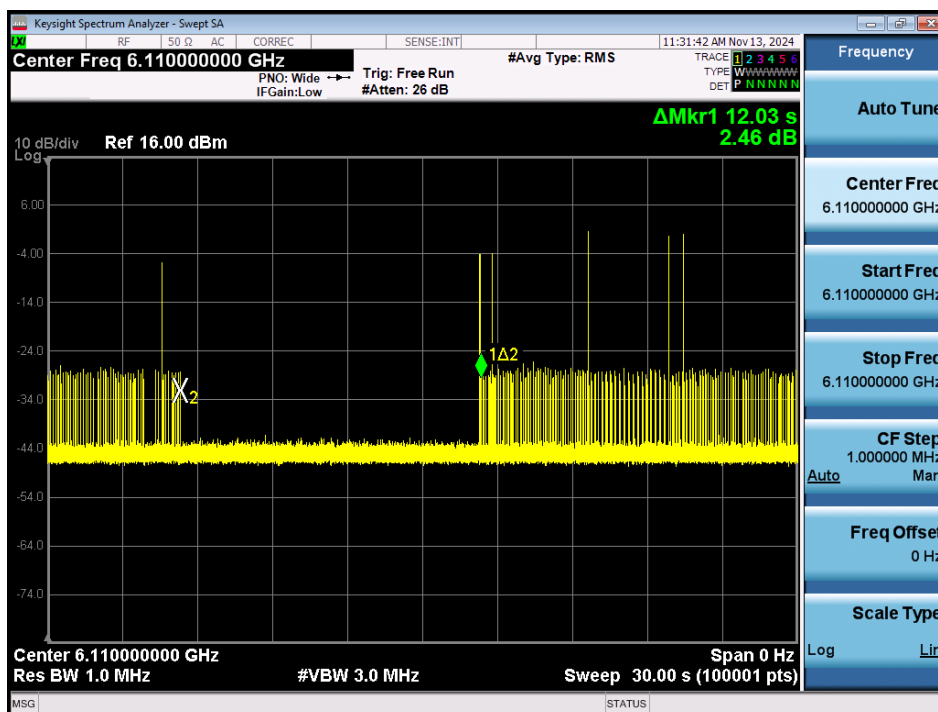 Keysight Spectrum Analyzer - Swept SA
LXI RF 50 Ω AC CORREC SENSE:INT 11:31:42 AM Nov 13, 2024
Center Freq 6.110000000 GHz
PNO: Wide
IFGain:Low
Trig: Free Run
#Atten: 26 dB
#Avg Type: RMS
TRACE 1 2 3 4 5 6
TYPE WWWWWW
DET P N N N N N
ΔMkr1 12.03 s
2.46 dB
10 dB/div Ref 16.00 dBm
Log
6.00
-4.00
-14.0
-24.0
-34.0
-44.0
-54.0
-64.0
-74.0
1Δ2
2
Center 6.110000000 GHz Span 0 Hz
Res BW 1.0 MHz #VBW 3.0 MHz Sweep 30.00 s (100001 pts)
MSG STATUS
Frequency
Auto Tune
Center Freq
6.110000000 GHz
Start Freq
6.110000000 GHz
Stop Freq
6.110000000 GHz
CF Step
1.000000 MHz
Auto Man
Freq Offset
0 Hz
Scale Type
Log Lin